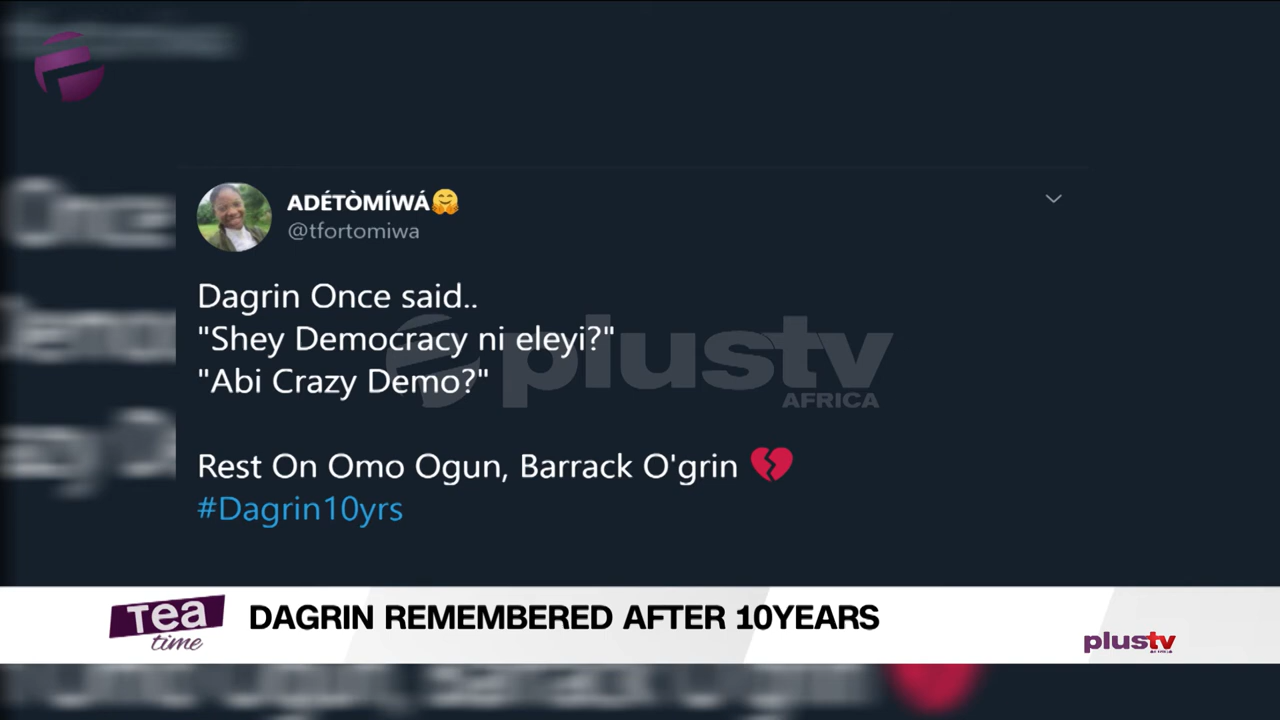 ADÉTÒMÍWÁ🤗
@tfortomiwa
Dagrin Once said..
"Shey Democracy ni eleyi?"
"Abi Crazy Demo?"
Rest On Omo Ogun, Barrack O'grin 💔
#Dagrin10yrs
plustv
AFRICA
Tea
time
DAGRIN REMEMBERED AFTER 10YEARS
plustv